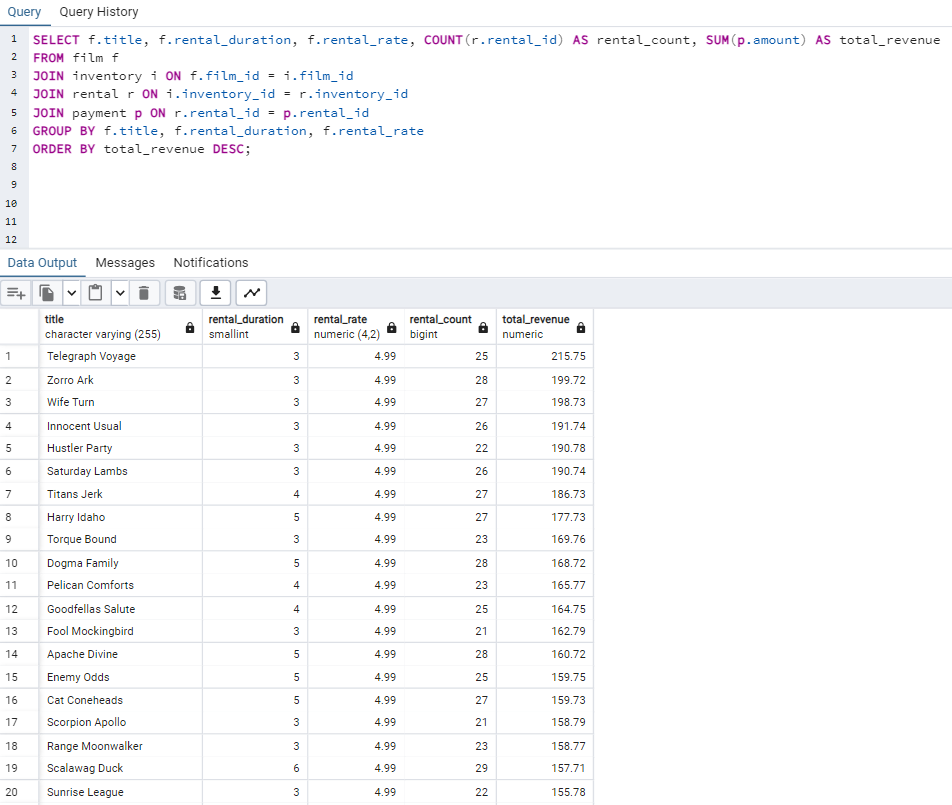 Query Query History
1 SELECT f.title, f.rental_duration, f.rental_rate, COUNT(r.rental_id) AS rental_count, SUM(p.amount) AS total_revenue
2 FROM film f
3 JOIN inventory i ON f.film_id = i.film_id
4 JOIN rental r ON i.inventory_id = r.inventory_id
5 JOIN payment p ON r.rental_id = p.rental_id
6 GROUP BY f.title, f.rental_duration, f.rental_rate
7 ORDER BY total_revenue DESC;
8
9
10
11
12
Data Output Messages Notifications
title rental_duration rental_rate rental_count total_revenue
character varying (255) smallint numeric (4,2) bigint numeric
1 Telegraph Voyage 3 4.99 25 215.75
2 Zorro Ark 3 4.99 28 199.72
3 Wife Turn 3 4.99 27 198.73
4 Innocent Usual 3 4.99 26 191.74
5 Hustler Party 3 4.99 22 190.78
6 Saturday Lambs 3 4.99 26 190.74
7 Titans Jerk 4 4.99 27 186.73
8 Harry Idaho 5 4.99 27 177.73
9 Torque Bound 3 4.99 23 169.76
10 Dogma Family 5 4.99 28 168.72
11 Pelican Comforts 4 4.99 23 165.77
12 Goodfellas Salute 4 4.99 25 164.75
13 Fool Mockingbird 3 4.99 21 162.79
14 Apache Divine 5 4.99 28 160.72
15 Enemy Odds 5 4.99 25 159.75
16 Cat Coneheads 5 4.99 27 159.73
17 Scorpion Apollo 3 4.99 21 158.79
18 Range Moonwalker 3 4.99 23 158.77
19 Scalawag Duck 6 4.99 29 157.71
20 Sunrise League 3 4.99 22 155.78